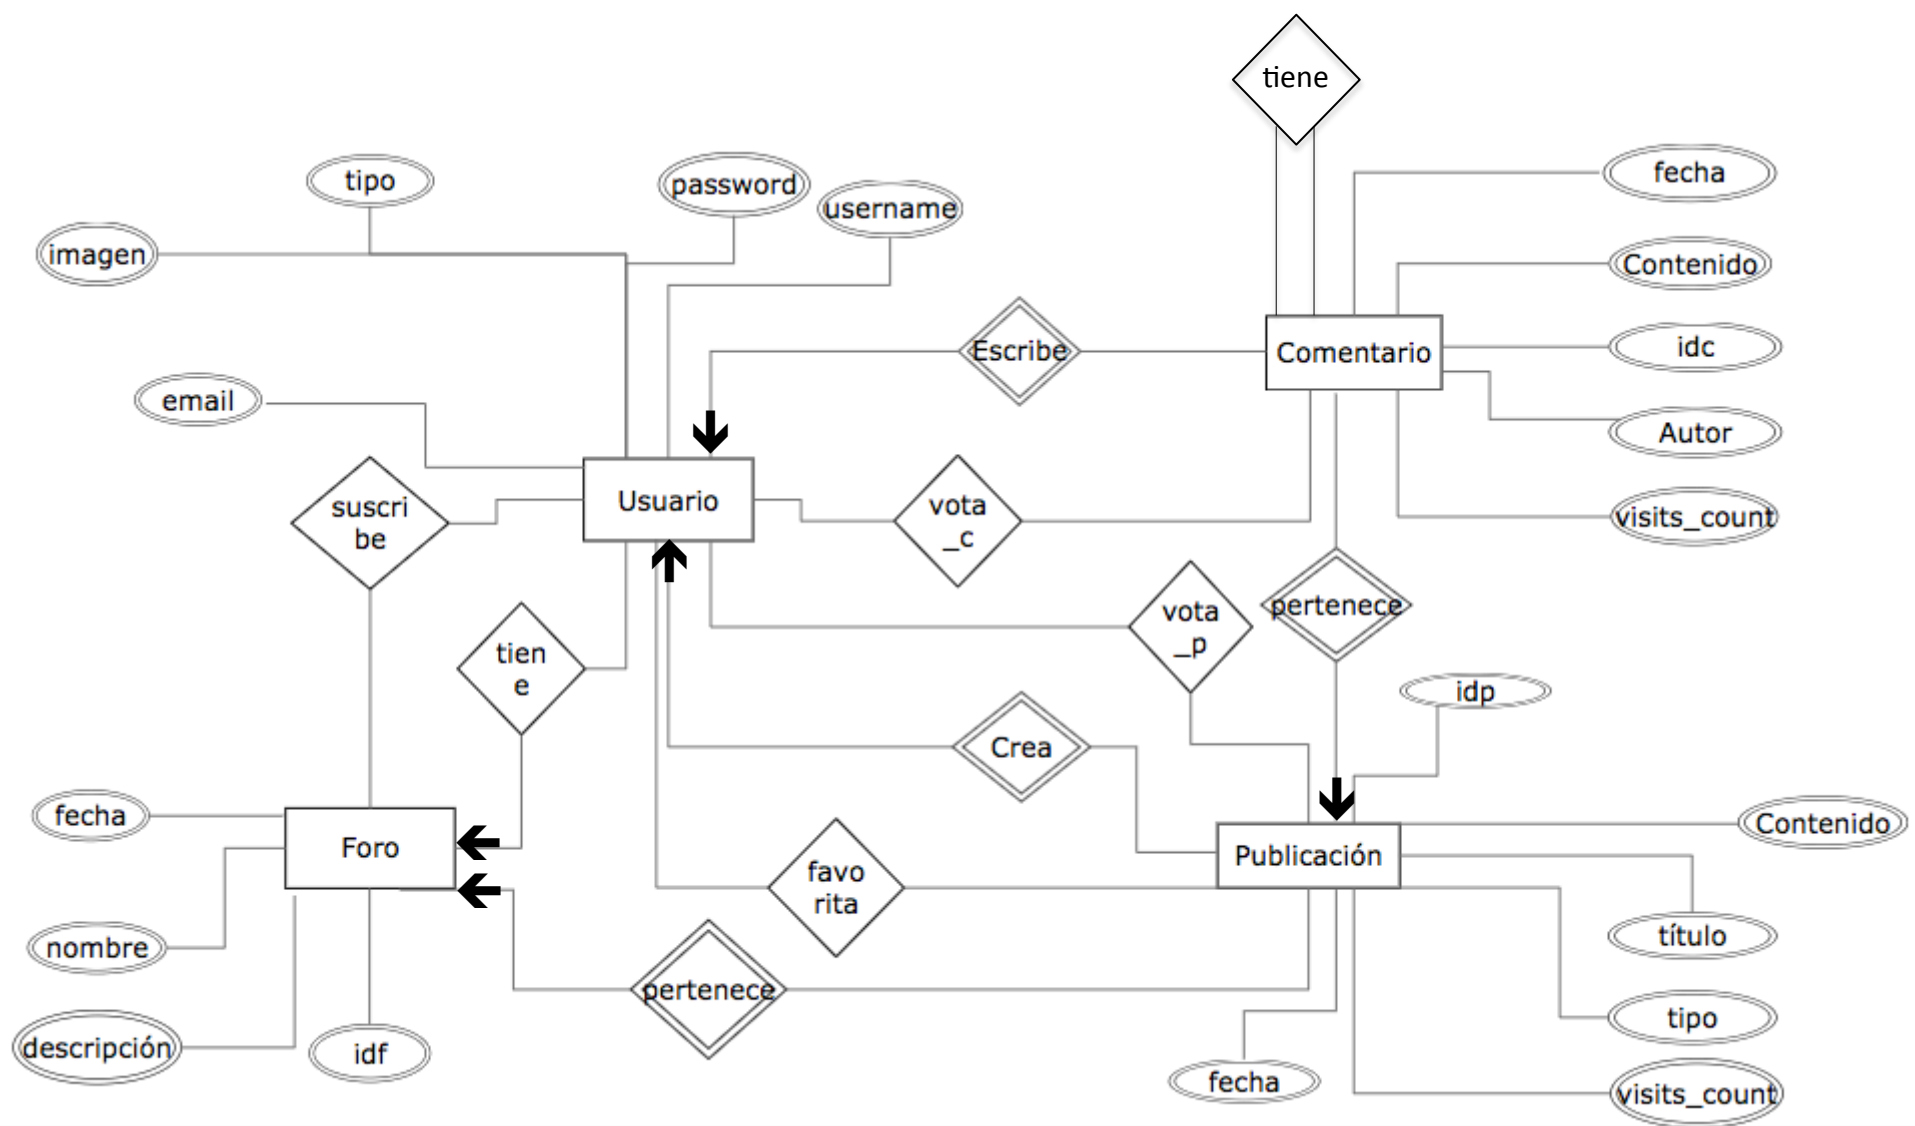 tiene
tipo
password
username
imagen
fecha
Contenido
idc
Autor
visits_count
Escribe
Comentario
email
Usuario
suscri
be
vota
_c
vota
_p
pertenece
tien
e
idp
Crea
fecha
Foro
favo
rita
Publicación
Contenido
nombre
título
pertenece
descripción
idf
tipo
fecha
visits_count